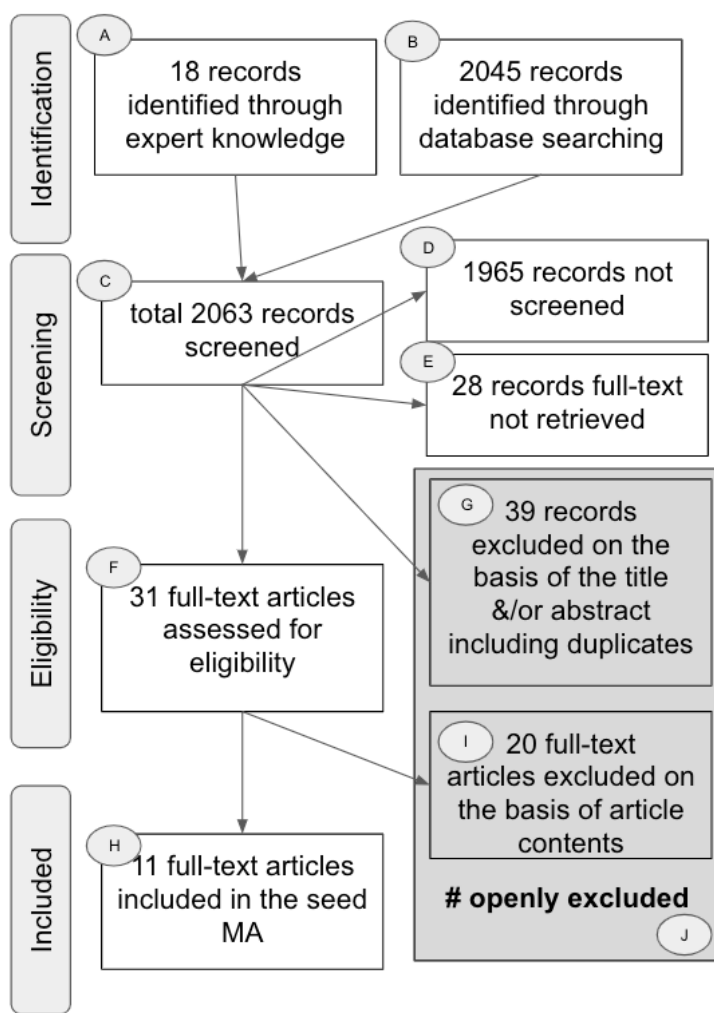 Identification
A
18 records
identified through
expert knowledge
B
2045 records
identified through
database searching
Screening
C
total 2063 records
screened
D
1965 records not
screened
E
28 records full-text
not retrieved
Eligibility
F
31 full-text articles
assessed for
eligibility
G
39 records
excluded on the
basis of the title
&/or abstract
including duplicates
I
20 full-text
articles excluded on
the basis of article
contents
Included
H
11 full-text articles
included in the seed
MA
# openly excluded
J